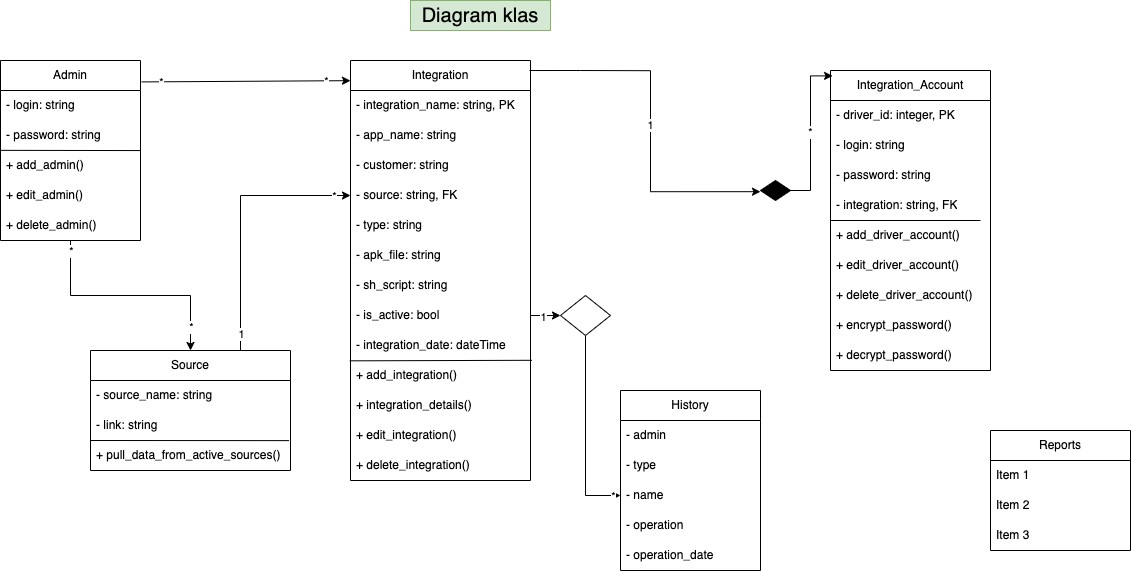 Diagram klas
Admin
- login: string
- password: string
+ add_admin()
+ edit_admin()
+ delete_admin()
*
*
Integration
- integration_name: string, PK
- app_name: string
- customer: string
- source: string, FK
- type: string
- apk_file: string
- sh_script: string
- is_active: bool
- integration_date: dateTime
+ add_integration()
+ integration_details()
+ edit_integration()
+ delete_integration()
1
*
Integration_Account
- driver_id: integer, PK
- login: string
- password: string
- integration: string, FK
+ add_driver_account()
+ edit_driver_account()
+ delete_driver_account()
+ encrypt_password()
+ decrypt_password()
*
*
*
1
Source
- source_name: string
- link: string
+ pull_data_from_active_sources()
1
*
History
- admin
- type
- name
- operation
- operation_date
Reports
Item 1
Item 2
Item 3